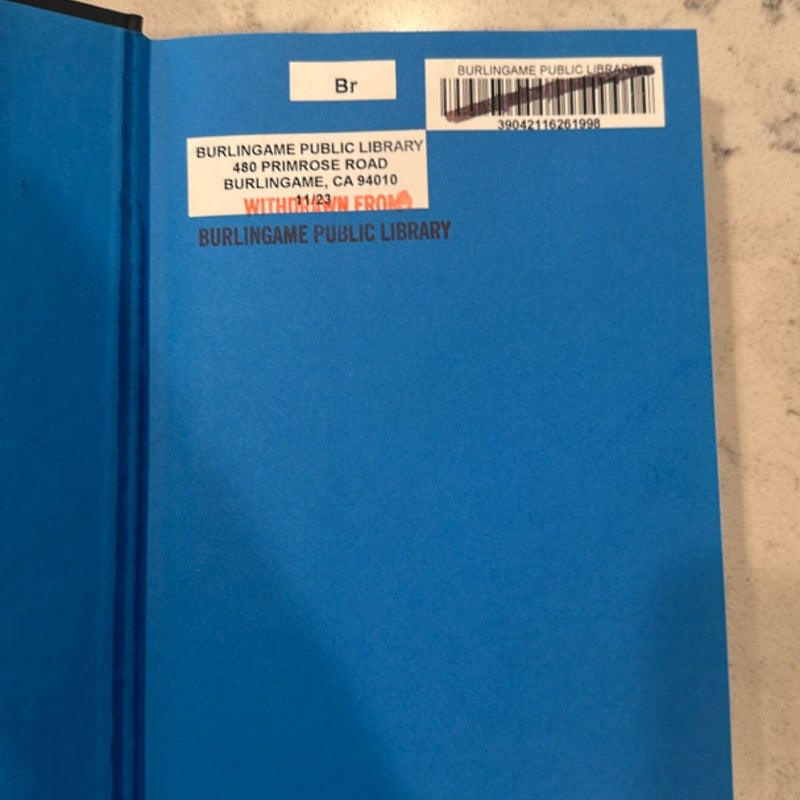 Br
BURLINGAME PUBLIC LIBRARY
39042116261998
BURLINGAME PUBLIC LIBRARY
480 PRIMROSE ROAD
BURLINGAME, CA 94010
11/23
WITHDRAWN FROM
BURLINGAME PUBLIC LIBRARY